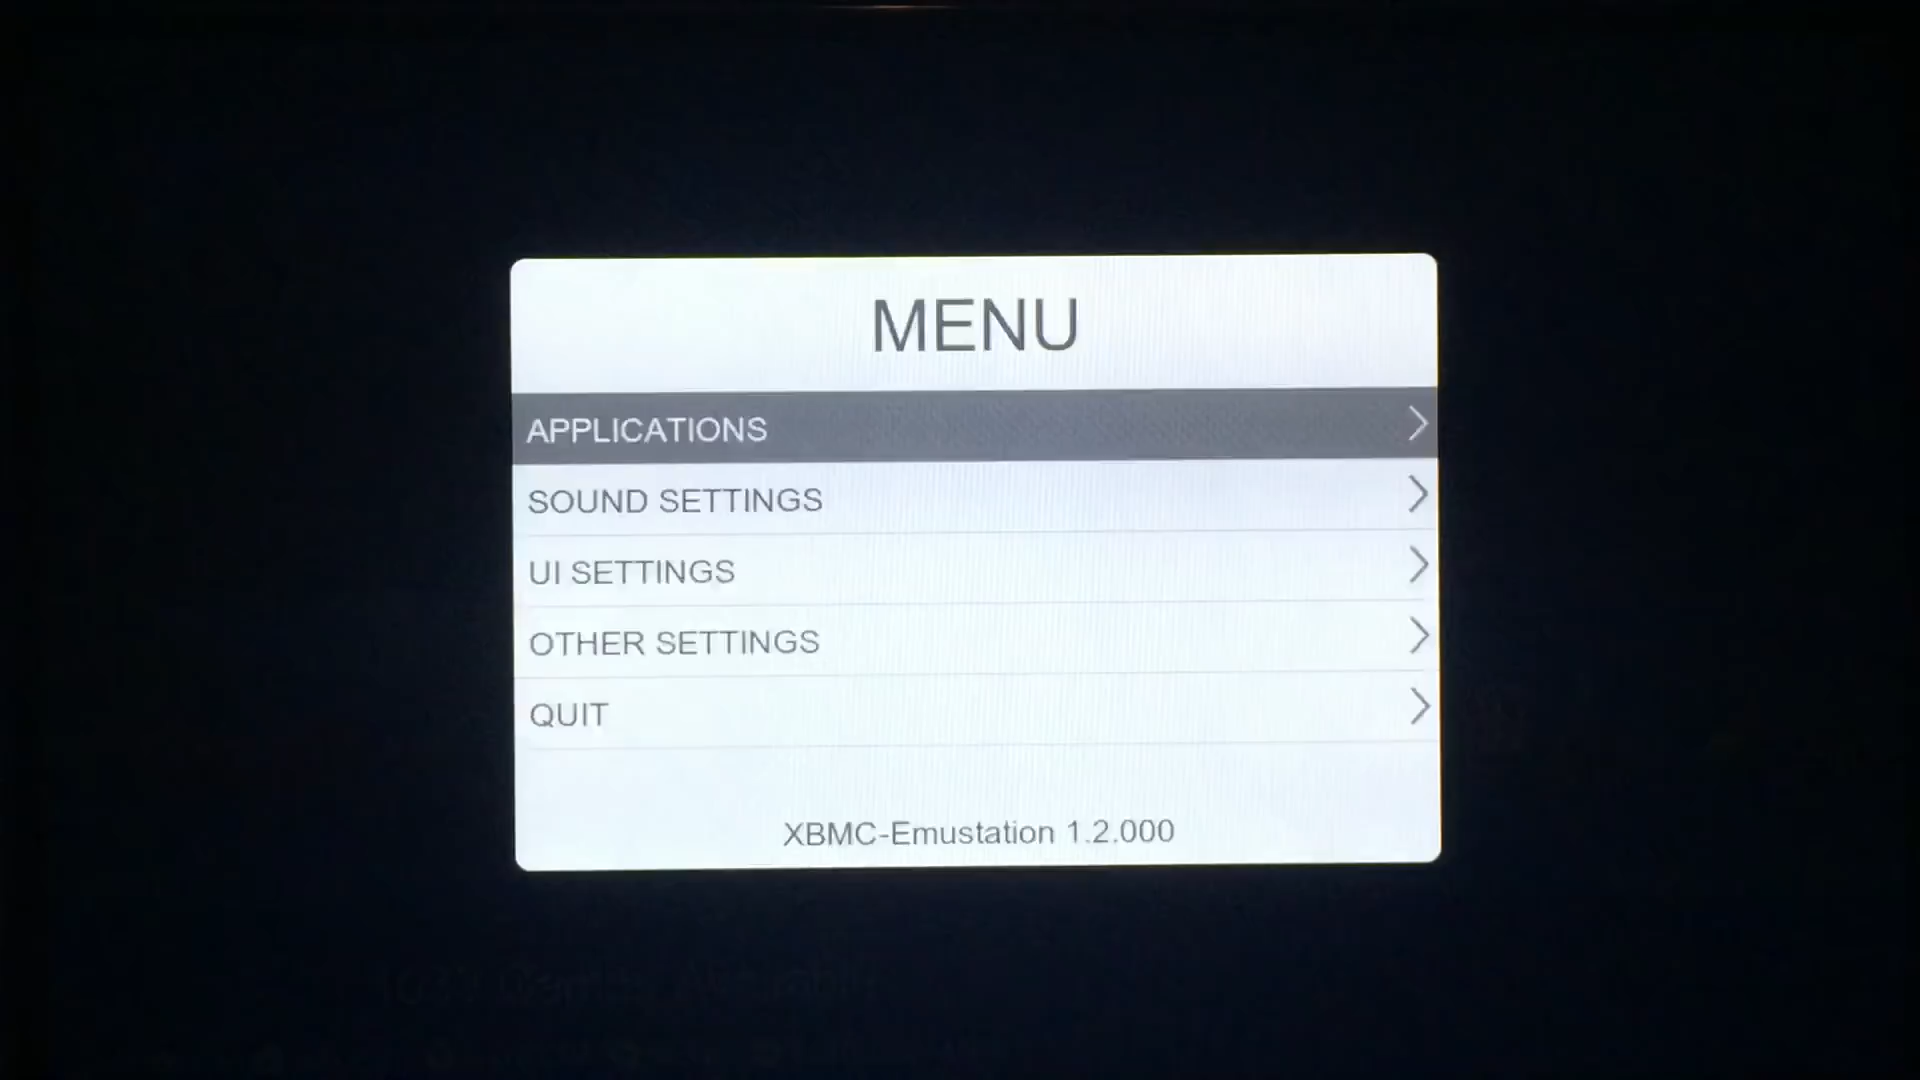 MENU
APPLICATIONS
SOUND SETTINGS
UI SETTINGS
OTHER SETTINGS
QUIT
XBMC-Emustation 1.2.000